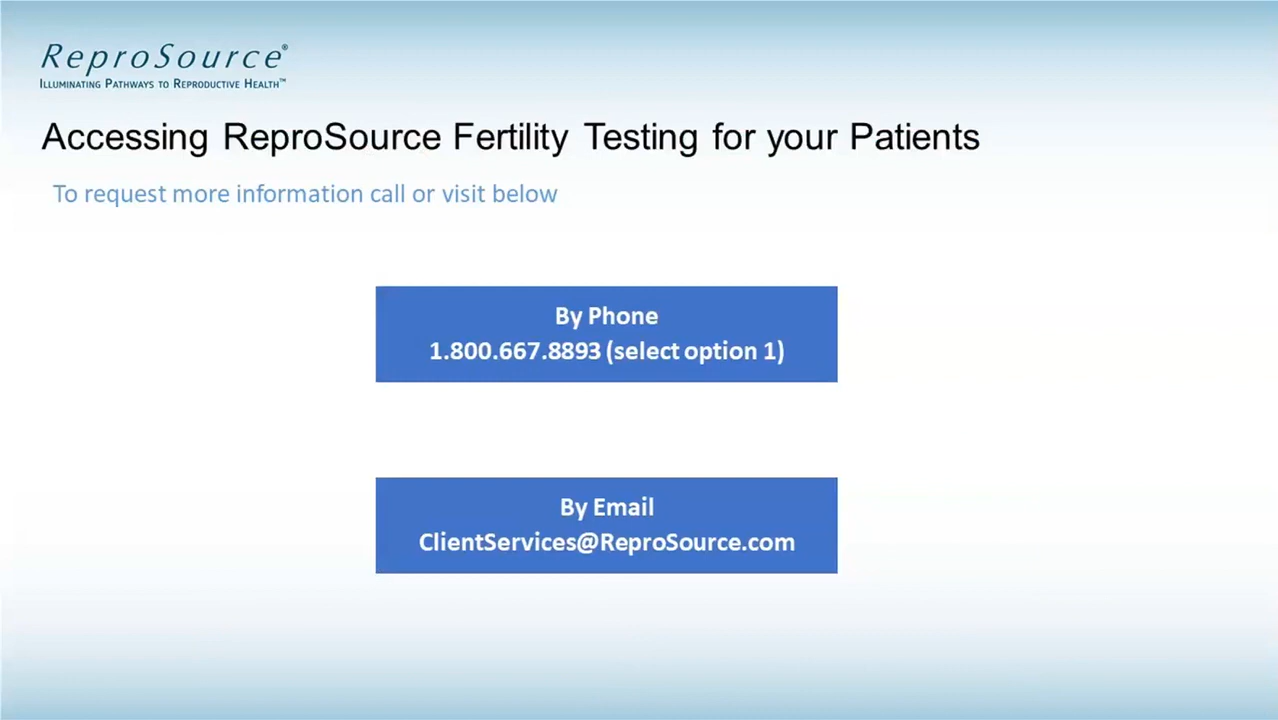 ReproSource®
Illuminating Pathways to Reproductive Health™
Accessing ReproSource Fertility Testing for your Patients
To request more information call or visit below
By Phone
1.800.667.8893 (select option 1)
By Email
ClientServices@ReproSource.com